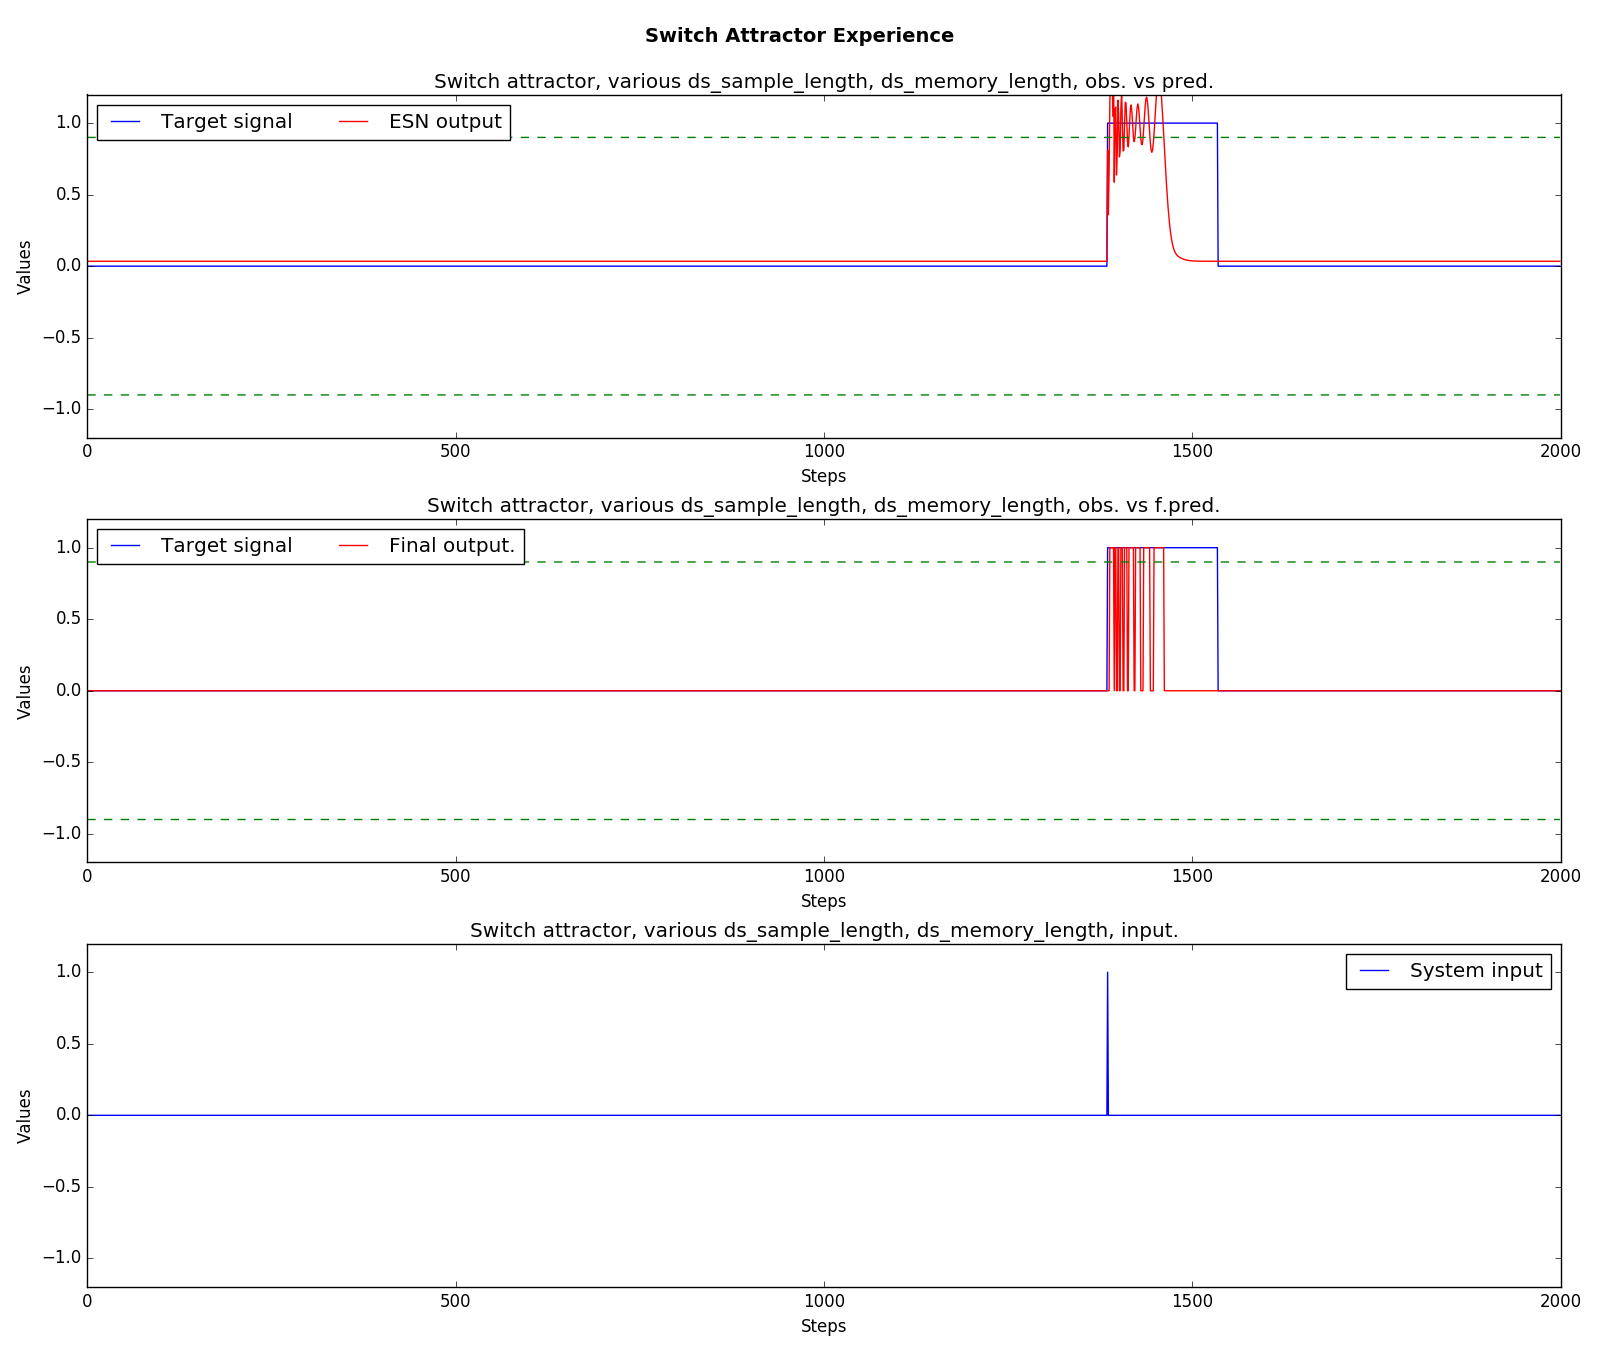 Switch Attractor Experience
Switch attractor, various ds_sample_length, ds_memory_length, obs. vs pred.
Target signal ESN output
1.0
0.5
0.0
−0.5
−1.0
Values
0 500 1000 1500 2000
Steps
Switch attractor, various ds_sample_length, ds_memory_length, obs. vs f.pred.
Target signal Final output.
1.0
0.5
0.0
−0.5
−1.0
Values
0 500 1000 1500 2000
Steps
Switch attractor, various ds_sample_length, ds_memory_length, input.
System input
1.0
0.5
0.0
−0.5
−1.0
Values
0 500 1000 1500 2000
Steps